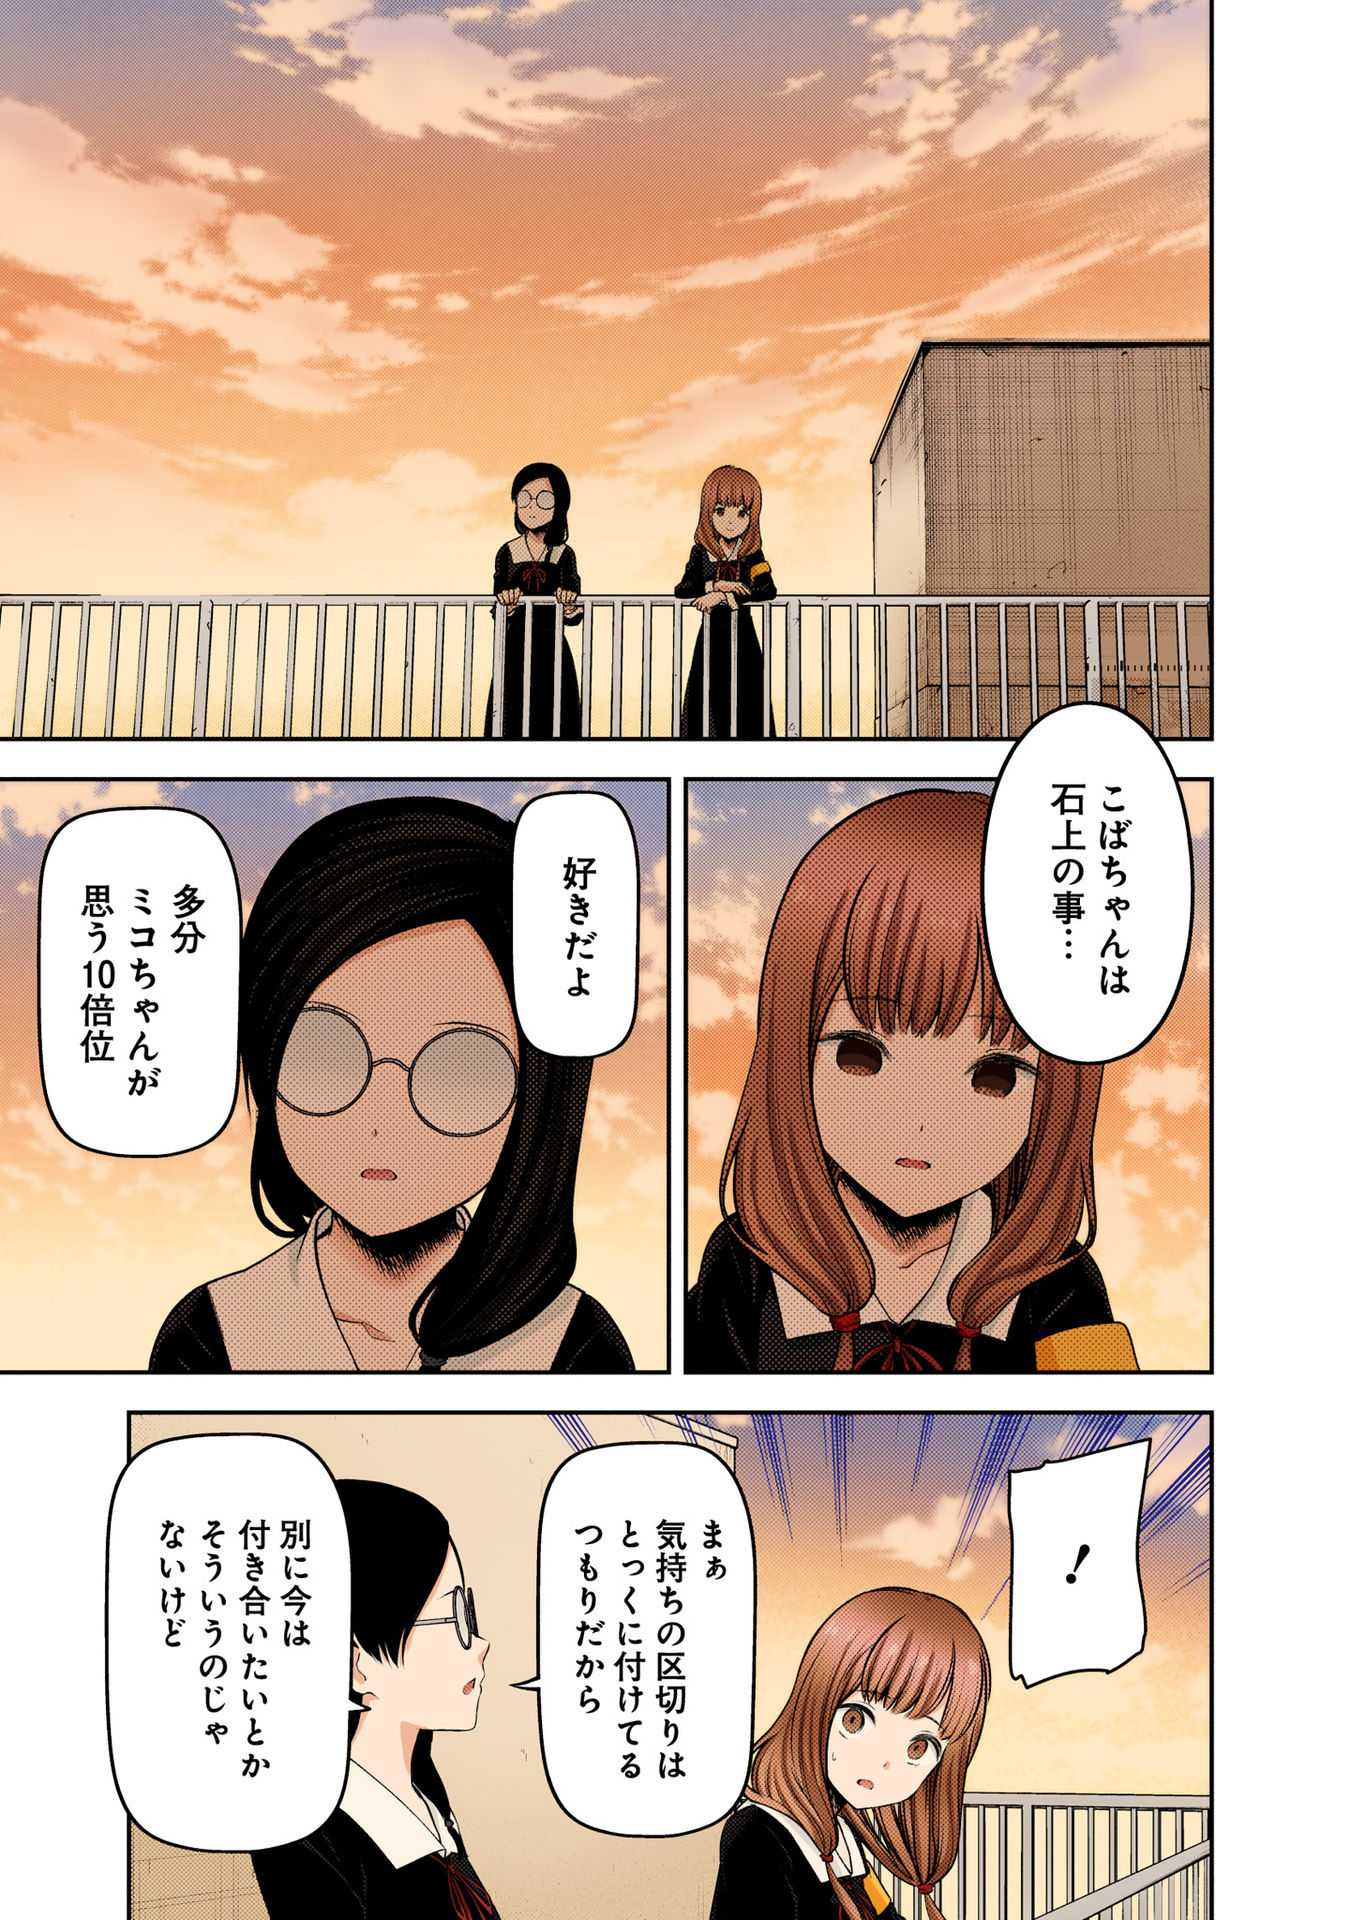 こばちゃんは
石上の事…
好きだよ
多分
ミコちゃんが
思う10倍位
！
まぁ
気持ちの区切りは
とっくに付けてる
つもりだから
別に今は
付き合いたいとか
そういうのじゃ
ないけど